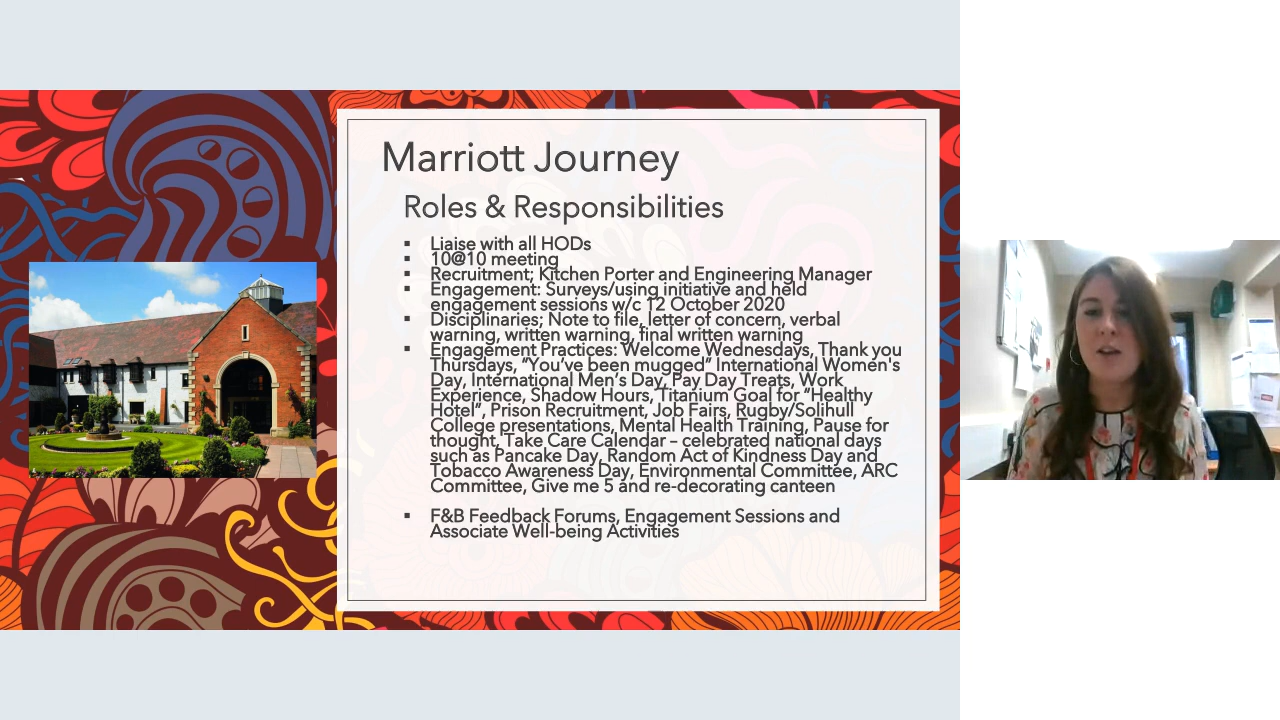 Marriott Journey
Roles & Responsibilities
▪ Liaise with all HODs
▪ 10@10 meeting
▪ Recruitment; Kitchen Porter and Engineering Manager
▪ Engagement: Surveys/using initiative and held
engagement sessions w/c 12 October 2020
▪ Disciplinaries; Note to file, letter of concern, verbal
warning, written warning, final written warning
▪ Engagement Practices: Welcome Wednesdays, Thank you
Thursdays, “You’ve been mugged” International Women's
Day, International Men’s Day, Pay Day Treats, Work
Experience, Shadow Hours, Titanium Goal for “Healthy
Hotel”, Prison Recruitment, Job Fairs, Rugby/Solihull
College presentations, Mental Health Training, Pause for
thought, Take Care Calendar – celebrated national days
such as Pancake Day, Random Act of Kindness Day and
Tobacco Awareness Day, Environmental Committee, ARC
Committee, Give me 5 and re-decorating canteen
▪ F&B Feedback Forums, Engagement Sessions and
Associate Well-being Activities